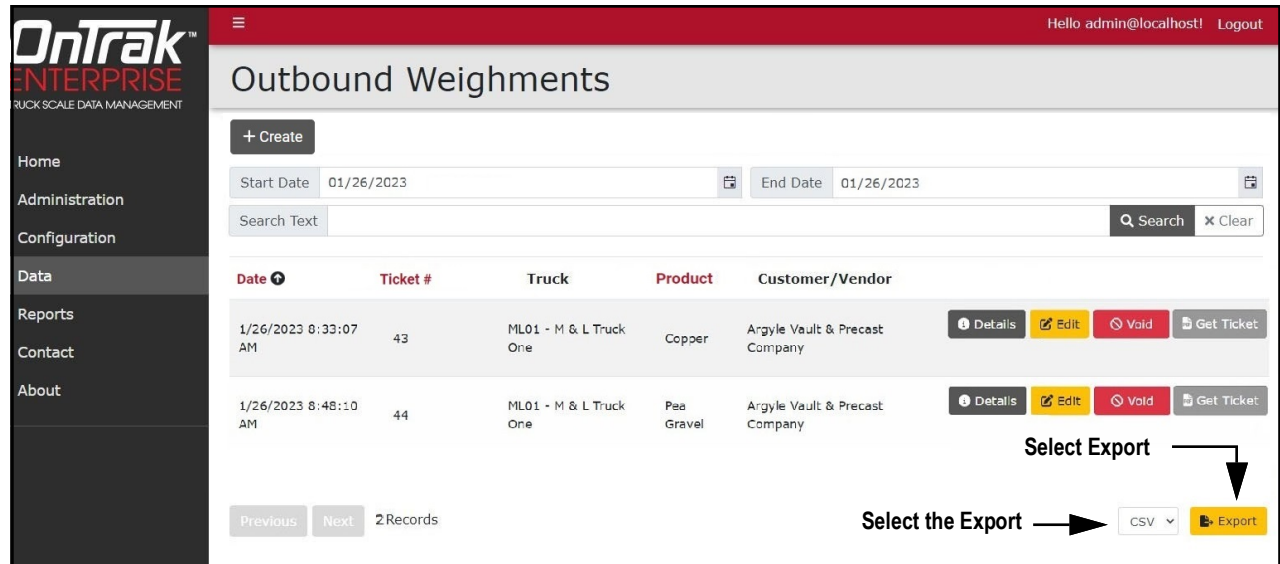 OnTrak™
ENTERPRISE
RUCK SCALE DATA MANAGEMENT
Home
Administration
Configuration
Data
Reports
Contact
About
Hello admin@localhost! Logout
Outbound Weighments
+ Create
Start Date 01/26/2023 End Date 01/26/2023
Search Text Search × Clear
Date Ticket # Truck Product Customer/Vendor
1/26/2023 8:33:07 AM
43
ML01 - M & L Truck One
Copper
Argyle Vault & Precast Company
Details Edit Void Get Ticket
1/26/2023 8:48:10 AM
44
ML01 - M & L Truck One
Pea Gravel
Argyle Vault & Precast Company
Details Edit Void Get Ticket
Select Export
Previous Next 2 Records
Select the Export
CSV Export